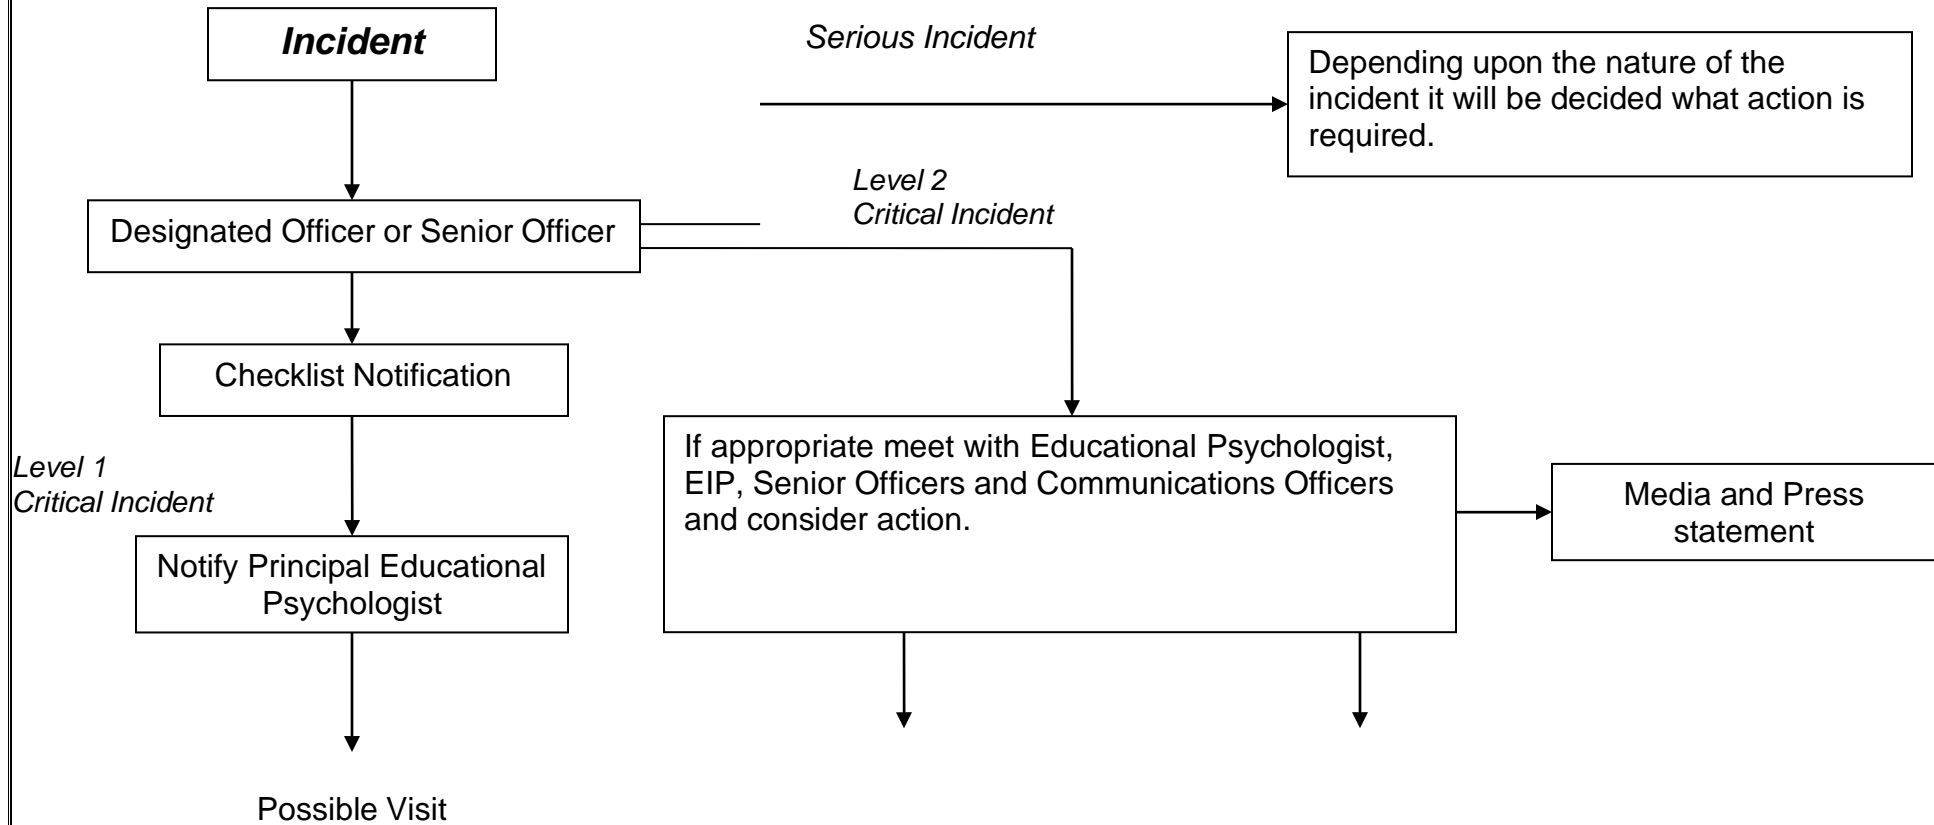 Incident
Serious Incident
Depending upon the nature of the
incident it will be decided what action is
required.
Level 2
Critical Incident
Designated Officer or Senior Officer
Checklist Notification
If appropriate meet with Educational Psychologist,
EIP, Senior Officers and Communications Officers
and consider action.
Media and Press
statement
Level 1
Critical Incident
Notify Principal Educational
Psychologist
Possible Visit